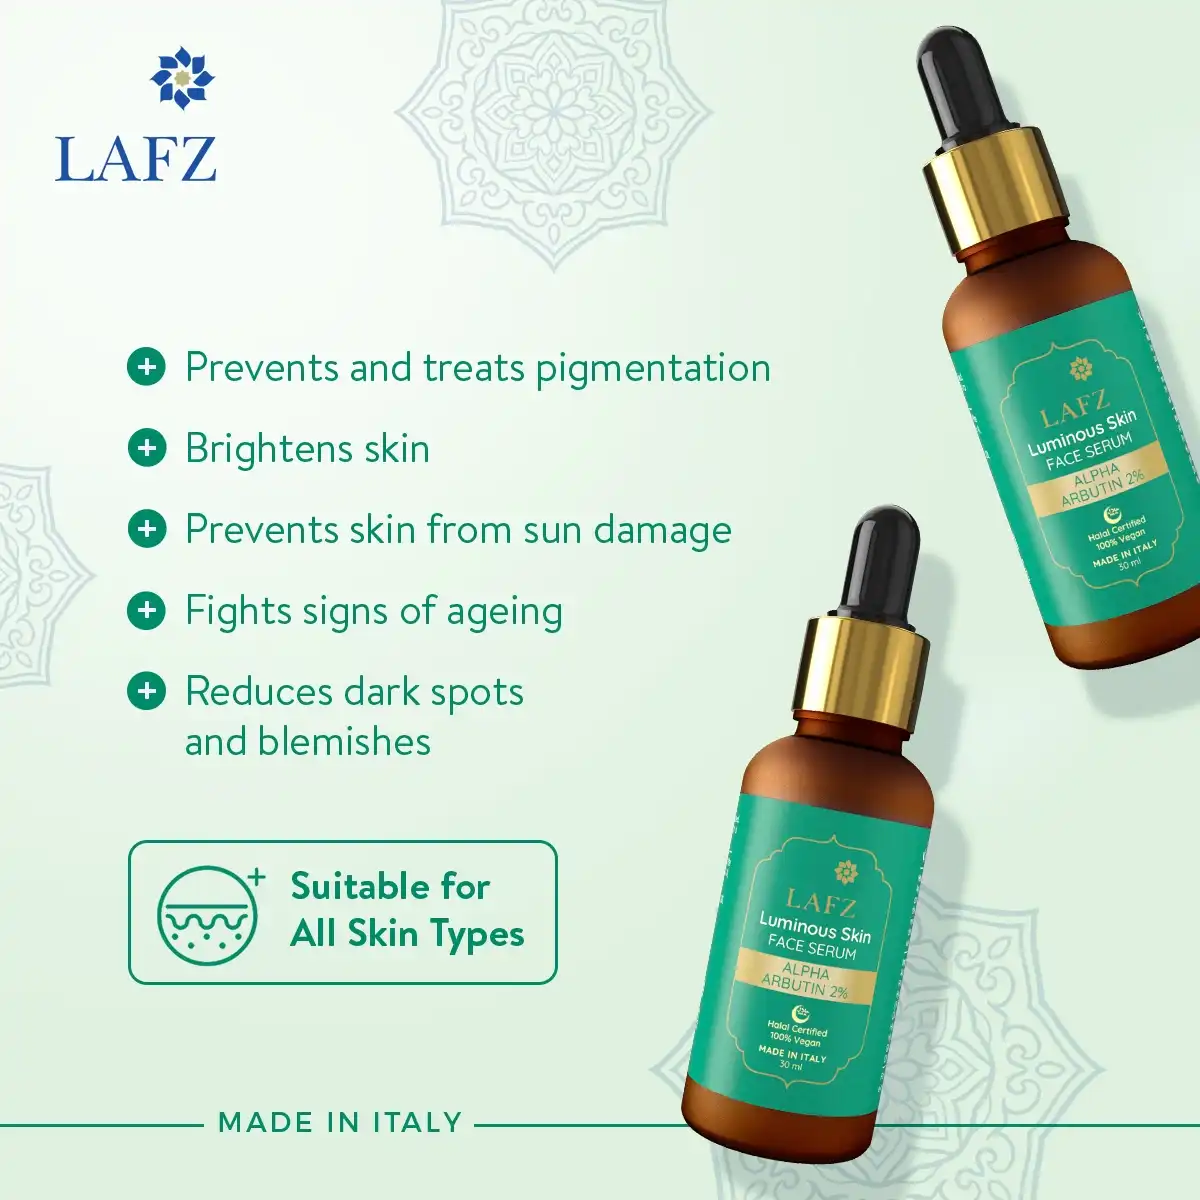 LAFZ
Prevents and treats pigmentation
Brightens skin
Prevents skin from sun damage
Fights signs of ageing
Reduces dark spots
and blemishes
Suitable for
All Skin Types
MADE IN ITALY
LAFZ
Luminous Skin
FACE SERUM
ALPHA
ARBUTIN 2%
Halal Certified
100% Vegan
MADE IN ITALY
30 ml
LAFZ
Luminous Skin
FACE SERUM
ALPHA
ARBUTIN 2%
Halal Certified
100% Vegan
MADE IN ITALY
30 ml